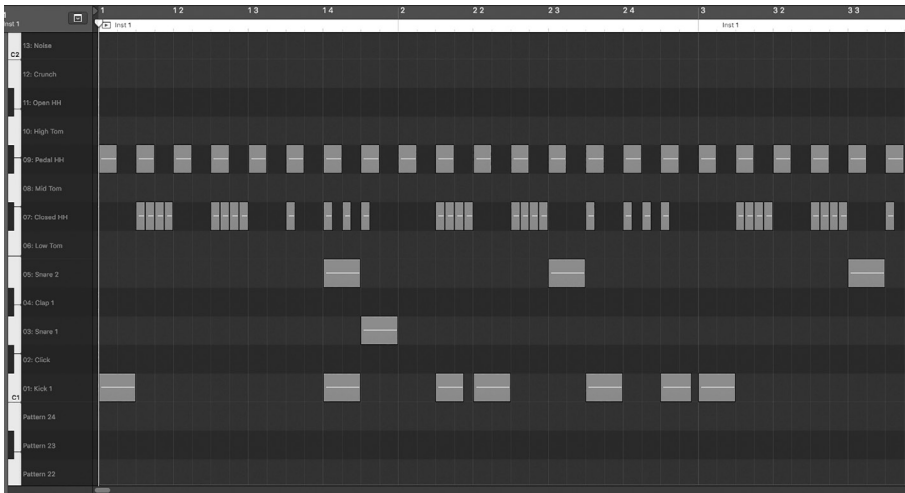 1 1 2 1 3 1 4 2 2 2 2 3 2 4 3 3 2 3 3
Inst 1 Inst 1 Inst 1
C2 13: Noise
12: Crunch
11: Open HH
10: High Tom
09: Pedal HH
08: Mid Tom
07: Closed HH
06: Low Tom
05: Snare 2
04: Clap 1
03: Snare 1
02: Click
C1 01: Kick 1
Pattern 24
Pattern 23
Pattern 22